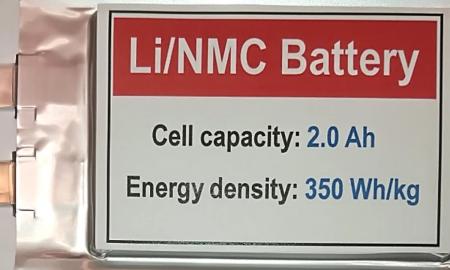 Li/NMC Battery
Cell capacity: 2.0 Ah
Energy density: 350 Wh/kg